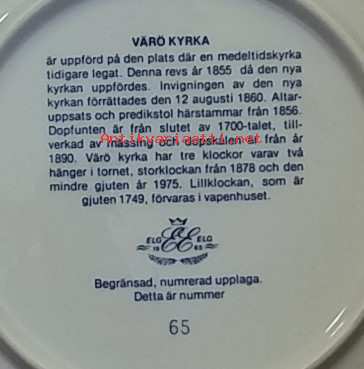 VÄRÖ KYRKA
är uppförd på den plats där en medeltidskyrka
tidigare legat. Denna revs år 1855 då den nya
kyrkan uppfördes. Invigningen av den nya
kyrkan förrättades den 12 augusti 1860. Altar-
uppsats och predikstol härstammar från 1856.
Dopfunten är från slutet av 1700-talet, till-
verkad av mässing och dopskålen är från år
1890. Värö kyrka har tre klockor varav två
hänger i tornet, storklockan från 1878 och den
mindre gjuten år 1975. Lillklockan, som är
gjuten 1749, förvaras i vapenhuset.
ELG EE ELG
19 65
Begränsad, numrerad upplaga.
Detta är nummer
65